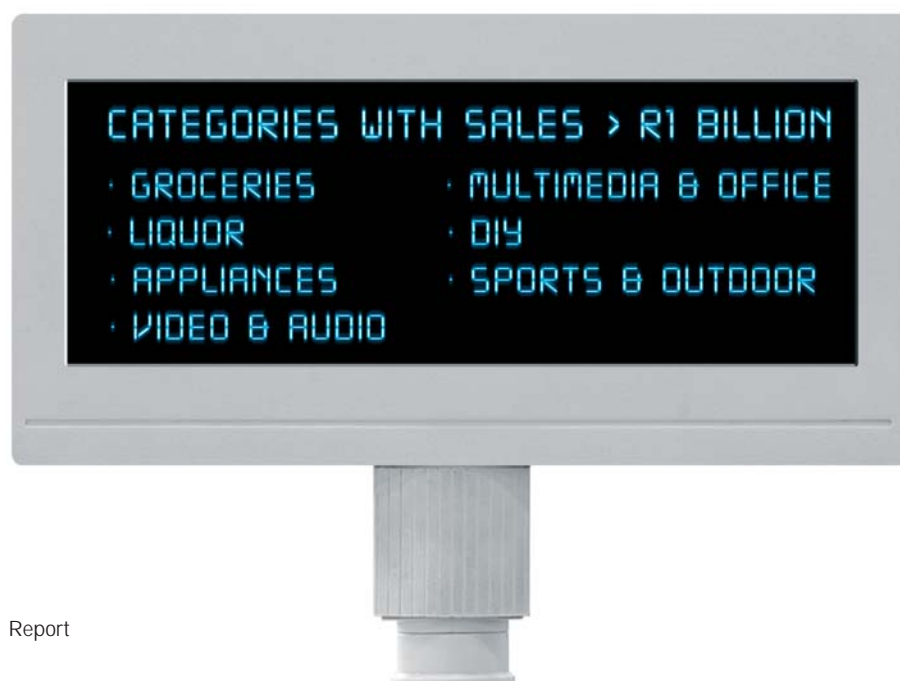 CATEGORIES WITH SALES > R1 BILLION
· GROCERIES
· LIQUOR
· APPLIANCES
· VIDEO & AUDIO
· MULTIMEDIA & OFFICE
· DIY
· SPORTS & OUTDOOR
Report